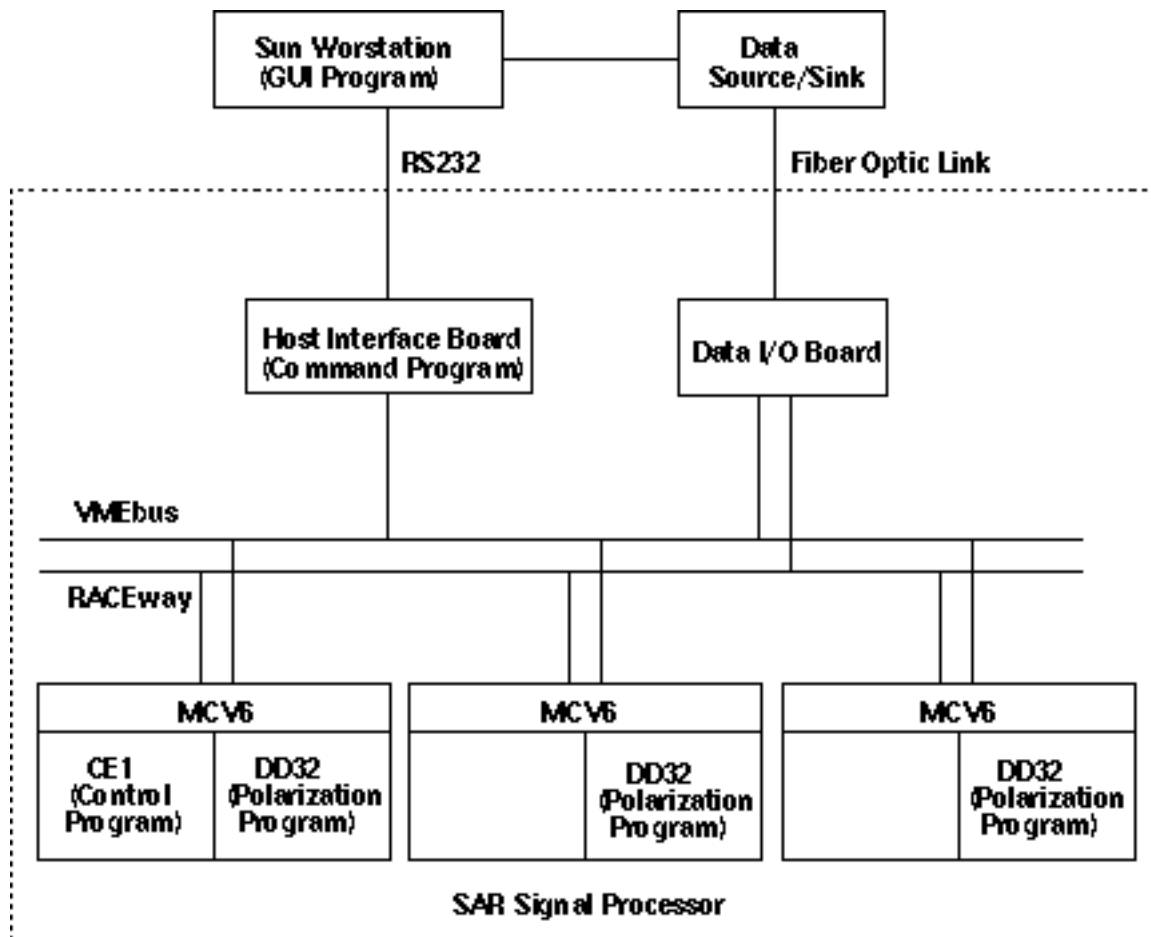 Sun Worstation
(GUI Program)
Data
Source/Sink
RS232
Fiber Optic Link
Host Interface Board
(Command Program)
Data I/O Board
VMEbus
RACEway
MCV6
CE1
(Control
Program)
DD32
(Polarization
Program)
MCV6
DD32
(Polarization
Program)
MCV6
DD32
(Polarization
Program)
SAR Signal Processor